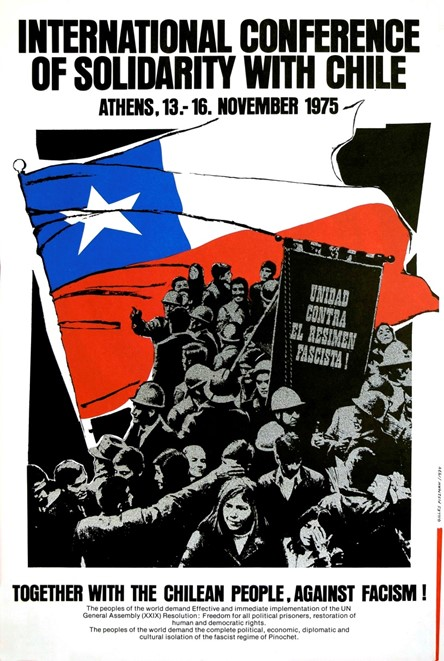 INTERNATIONAL CONFERENCE
OF SOLIDARITY WITH CHILE
ATHENS, 13.-16. NOVEMBER 1975
UNIDAD
CONTRA
EL RESIMEN
FASCISTA!
TOGETHER WITH THE CHILEAN PEOPLE, AGAINST FACISM!
The peoples of the world demand Effective and immediate implementation of the UN
General Assembly (XXIX) Resolution: Freedom for all political prisoners, restoration of
human and democratic rights.
The peoples of the world demand the complete political, economic, diplomatic and
cultural isolation of the fascist regime of Pinochet.